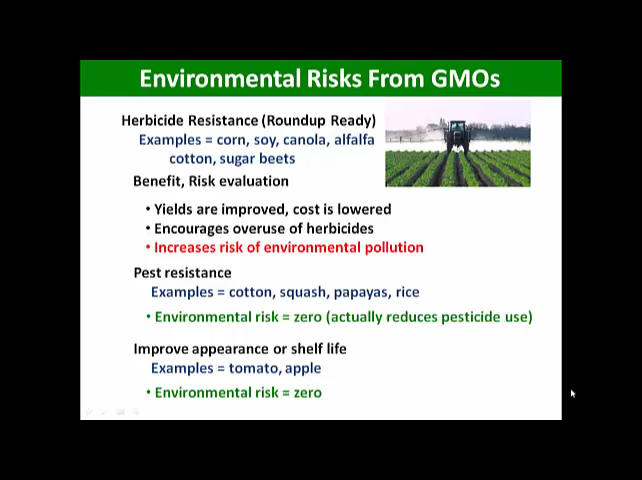 Environmental Risks From GMOs
Herbicide Resistance (Roundup Ready)
Examples = corn, soy, canola, alfalfa
cotton, sugar beets
Benefit, Risk evaluation
• Yields are improved, cost is lowered
• Encourages overuse of herbicides
• Increases risk of environmental pollution
Pest resistance
Examples = cotton, squash, papayas, rice
• Environmental risk = zero (actually reduces pesticide use)
Improve appearance or shelf life
Examples = tomato, apple
• Environmental risk = zero